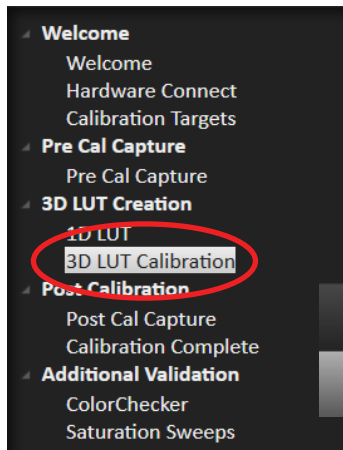 Welcome
Welcome
Hardware Connect
Calibration Targets
Pre Cal Capture
Pre Cal Capture
3D LUT Creation
1D LUT
3D LUT Calibration
Post Calibration
Post Cal Capture
Calibration Complete
Additional Validation
ColorChecker
Saturation Sweeps